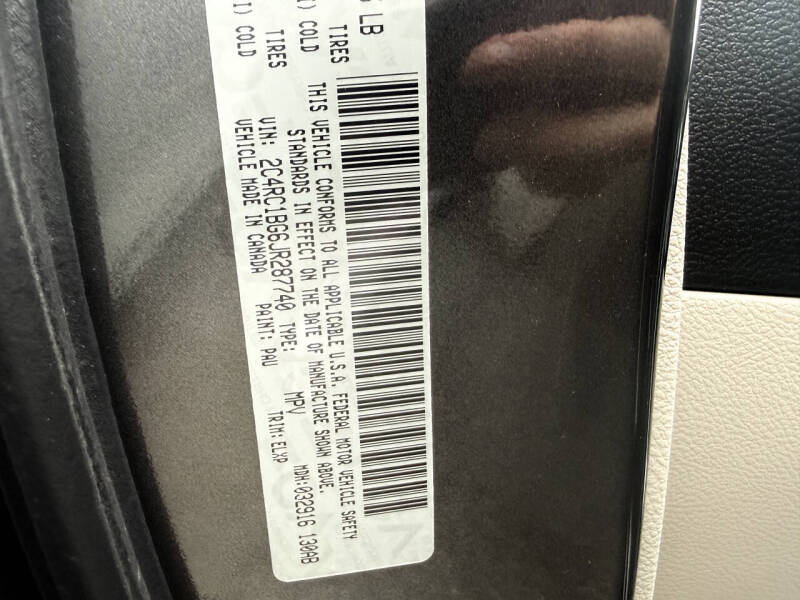 S LB
TIRES
I) COLD
TIRES
I) COLD
THIS VEHICLE CONFORMS TO ALL APPLICABLE U.S.A. FEDERAL MOTOR VEHICLE SAFETY
STANDARDS IN EFFECT ON THE DATE OF MANUFACTURE SHOWN ABOVE.
VIN: 2C4RC1BG6JR287740 TYPE: MPV MDH:032916 130AB
VEHICLE MADE IN CANADA PAINT: PAU TRIM: ELXP